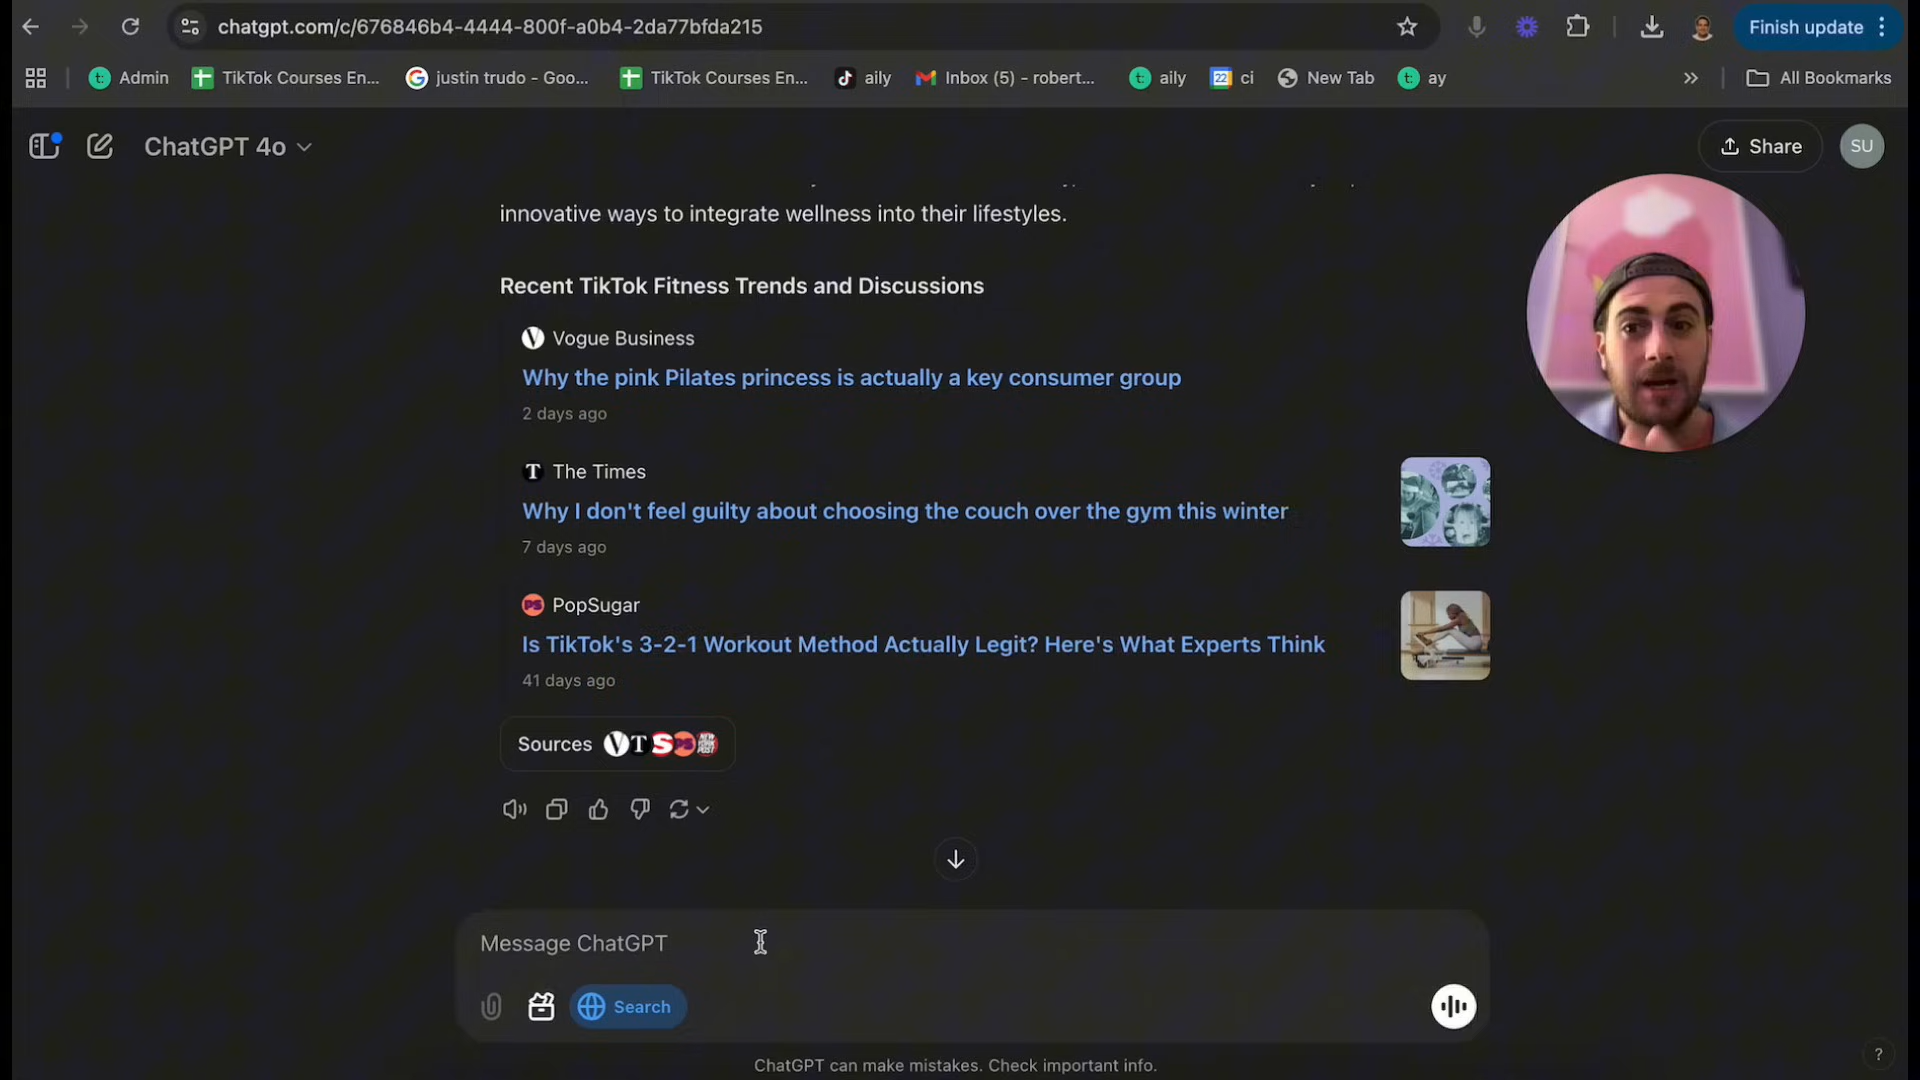 chatgpt.com/c/676846b4-4444-800f-a0b4-2da77bfda215
Finish update
Admin
TikTok Courses En...
justin trudo - Goo...
TikTok Courses En...
aily
Inbox (5) - robert...
aily
22
ci
New Tab
ay
All Bookmarks
ChatGPT 4o
Share
SU
innovative ways to integrate wellness into their lifestyles.
Recent TikTok Fitness Trends and Discussions
Vogue Business
Why the pink Pilates princess is actually a key consumer group
2 days ago
The Times
Why I don't feel guilty about choosing the couch over the gym this winter
7 days ago
PS PopSugar
Is TikTok's 3-2-1 Workout Method Actually Legit? Here's What Experts Think
41 days ago
Sources
Message ChatGPT
Search
ChatGPT can make mistakes. Check important info.
?